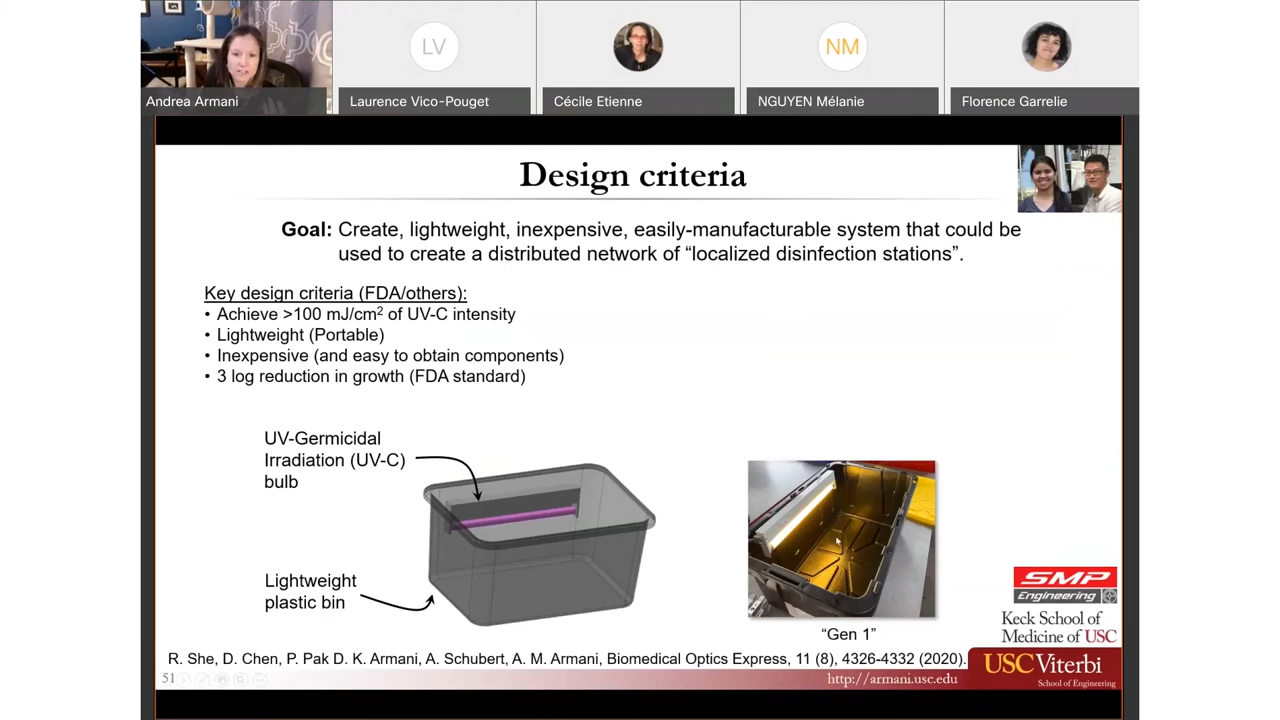 LV
NM
Andrea Armani
Laurence Vico-Pouget
Cécile Etienne
NGUYEN Mélanie
Florence Garrelie
Design criteria
Goal: Create, lightweight, inexpensive, easily-manufacturable system that could be
used to create a distributed network of “localized disinfection stations”.
Key design criteria (FDA/others):
• Achieve >100 mJ/cm² of UV-C intensity
• Lightweight (Portable)
• Inexpensive (and easy to obtain components)
• 3 log reduction in growth (FDA standard)
UV-Germicidal
Irradiation (UV-C)
bulb
Lightweight
plastic bin
“Gen 1”
SMP
Engineering
Keck School of
Medicine of USC
R. She, D. Chen, P. Pak D. K. Armani, A. Schubert, A. M. Armani, Biomedical Optics Express, 11 (8), 4326-4332 (2020).
USC Viterbi
School of Engineering
51
http://armani.usc.edu